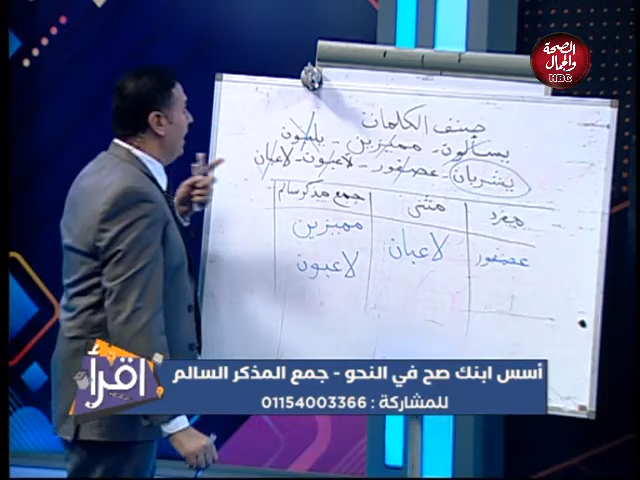 الصحة
والجمال
HBC
صنف الكلمات
يسألون - مميزين - يلعبون
يشربان - عصفور - لاعبون - لاعبان
مفرد مثنى جمع مذكر سالم
عصفور لاعبان مميزين
لاعبون
اقرأ
أسس ابنك صح في النحو - جمع المذكر السالم
للمشاركة : 01154003366